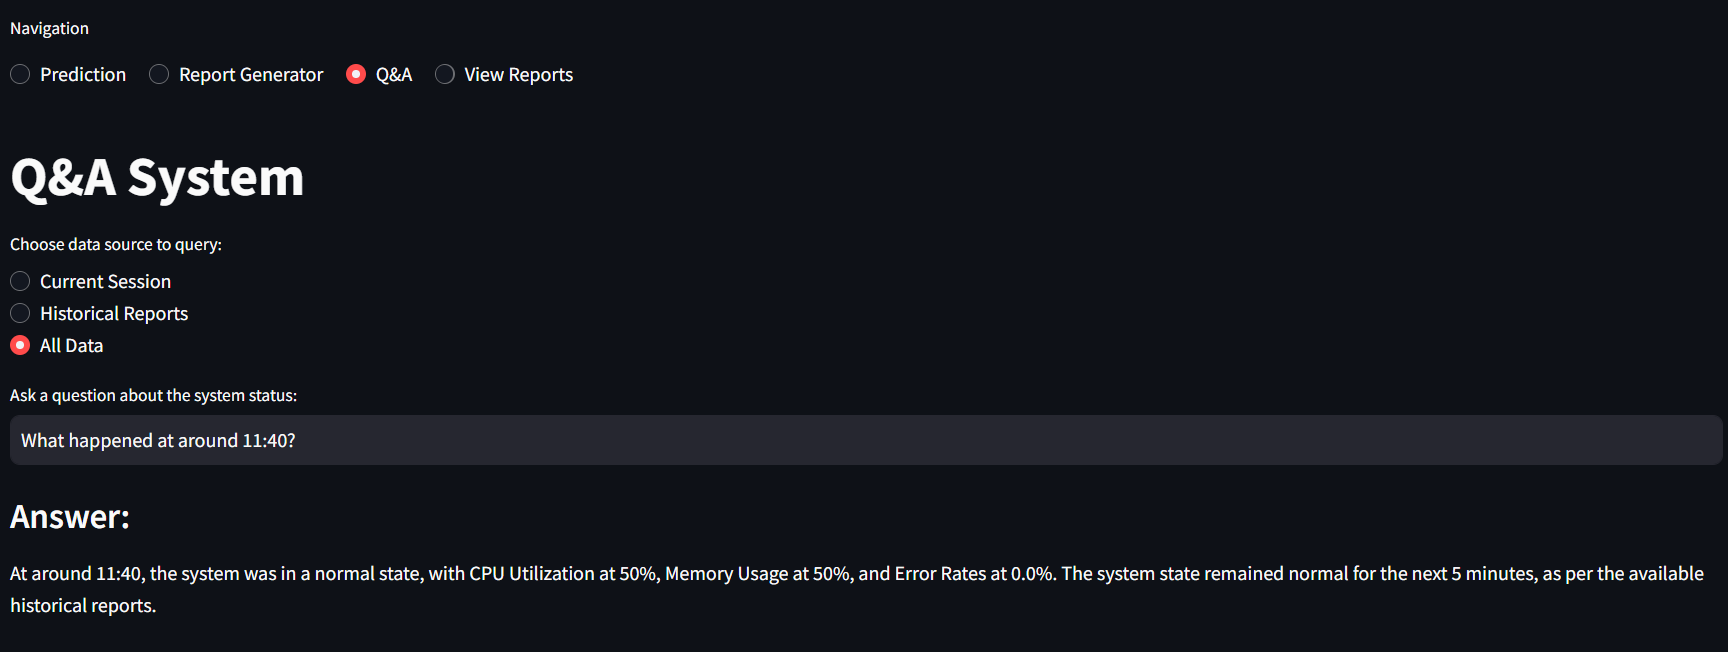 Navigation
Prediction Report Generator Q&A View Reports
Q&A System
Choose data source to query:
Current Session
Historical Reports
All Data
Ask a question about the system status:
What happened at around 11:40?
Answer:
At around 11:40, the system was in a normal state, with CPU Utilization at 50%, Memory Usage at 50%, and Error Rates at 0.0%. The system state remained normal for the next 5 minutes, as per the available
historical reports.